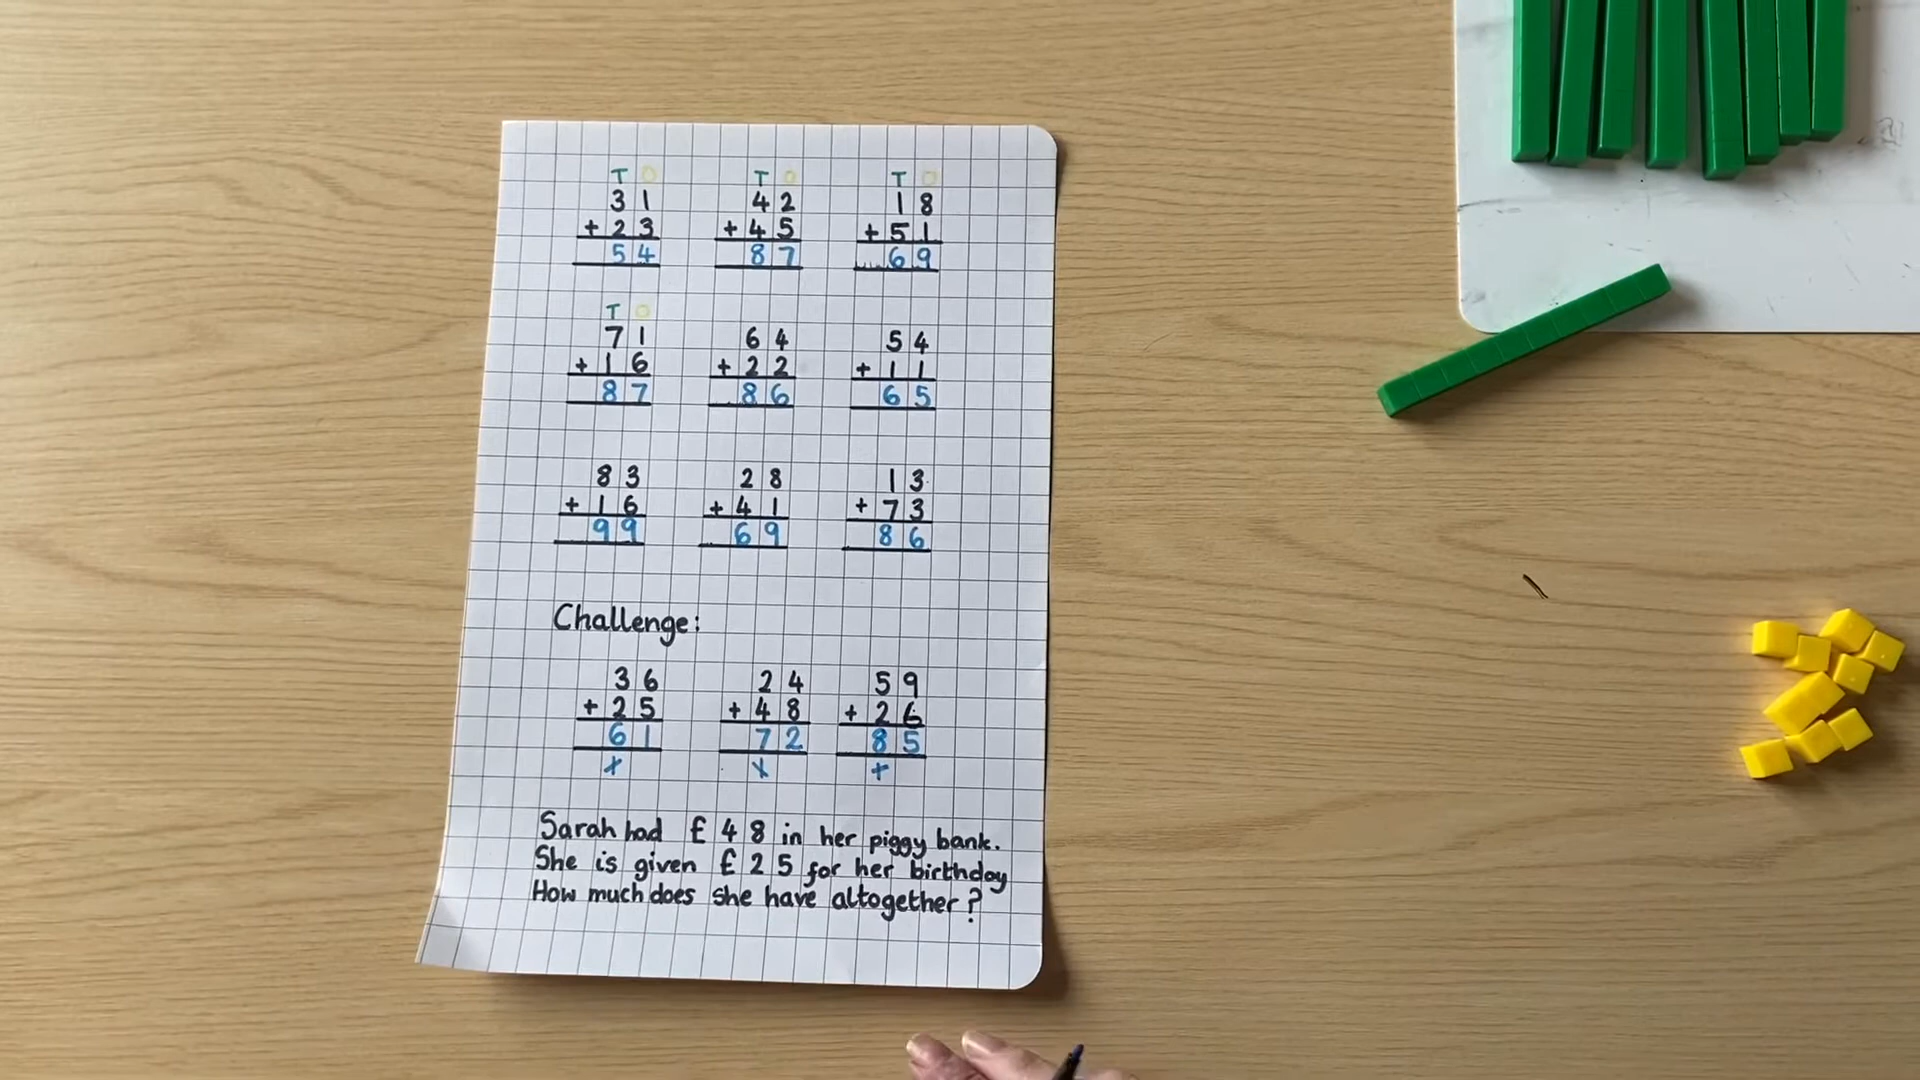 T O T O T O
31 42 18
+23 +45 +51
54 87 69
T O
71 64 54
+16 +22 +11
87 86 65
83 28 13
+16 +41 +73
99 69 86
Challenge:
36 24 59
+25 +48 +26
61 72 85
1 1 1
Sarah had £48 in her piggy bank.
She is given £25 for her birthday
How much does she have altogether?